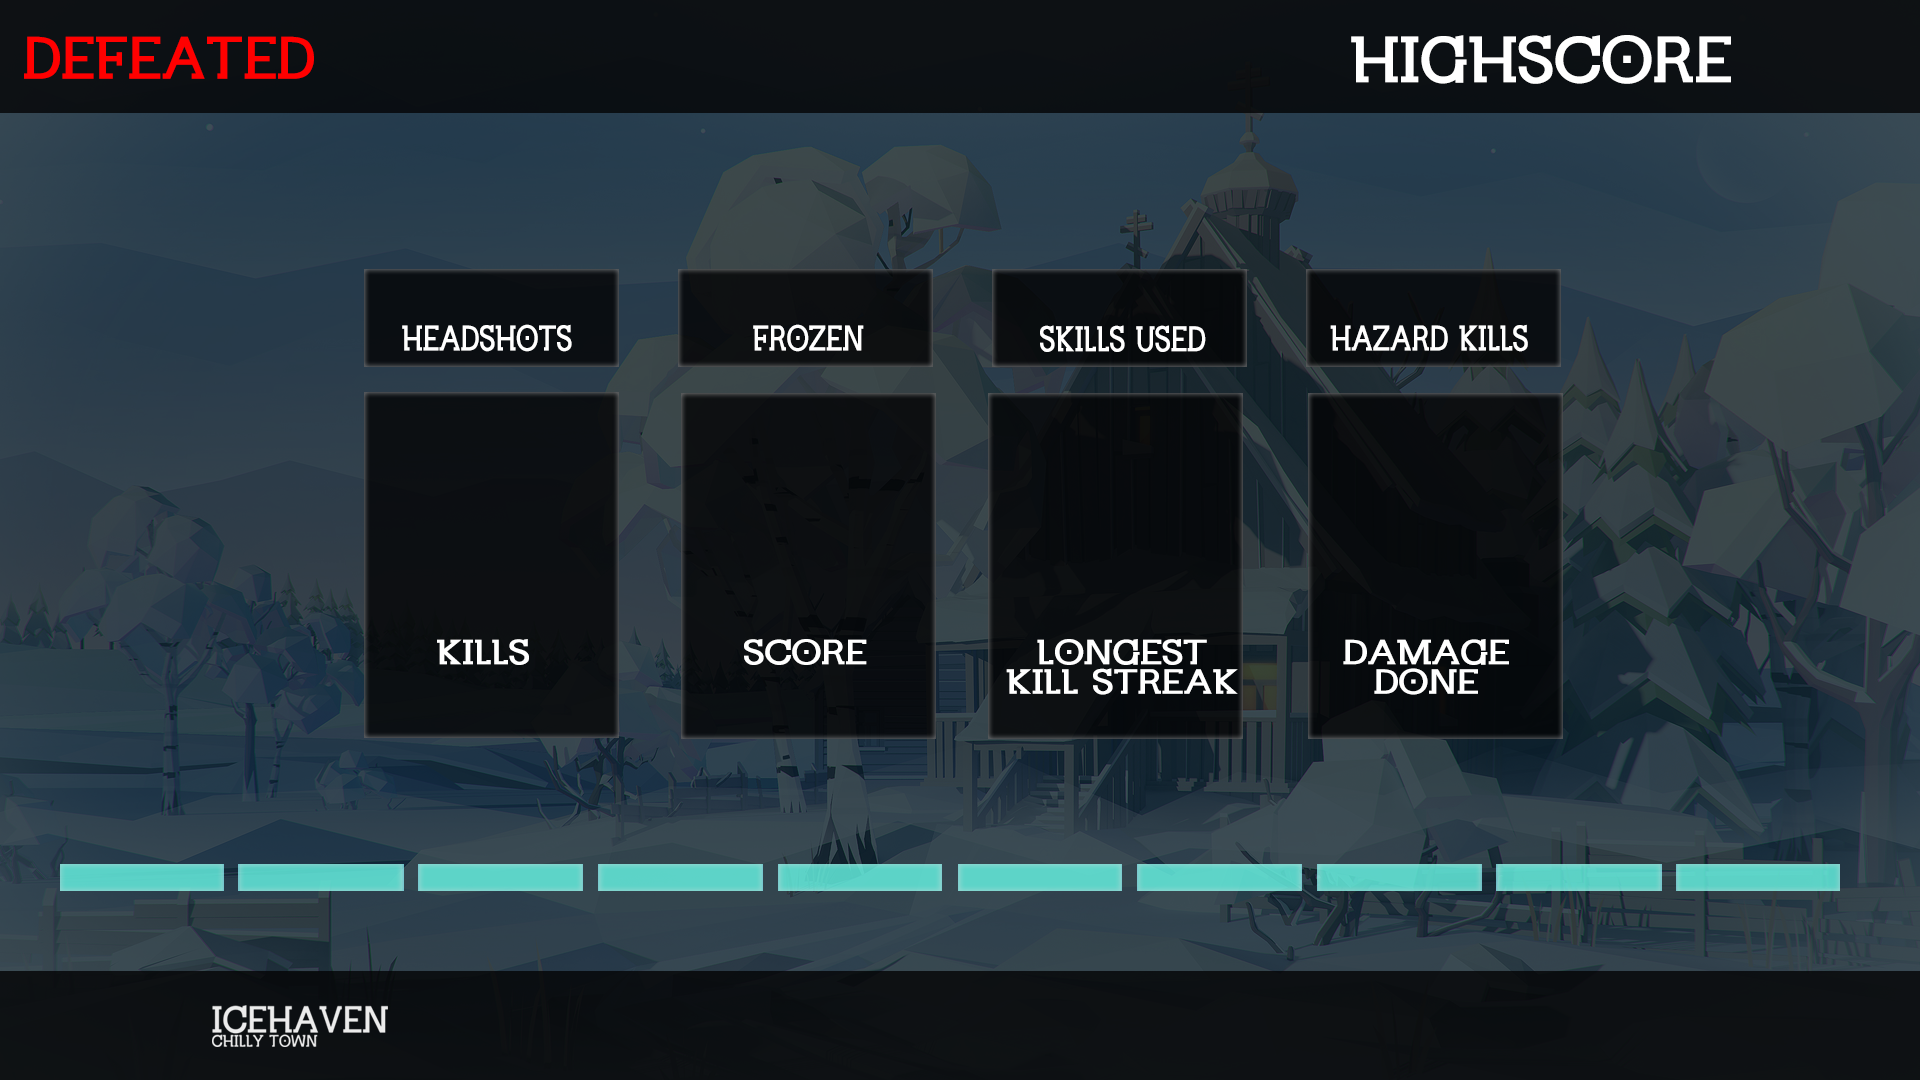 DEFEATED
HIGHSCORE
HEADSHOTS
FROZEN
SKILLS USED
HAZARD KILLS
KILLS
SCORE
LONGEST
KILL STREAK
DAMAGE
DONE
ICEHAVEN
CHILLY TOWN